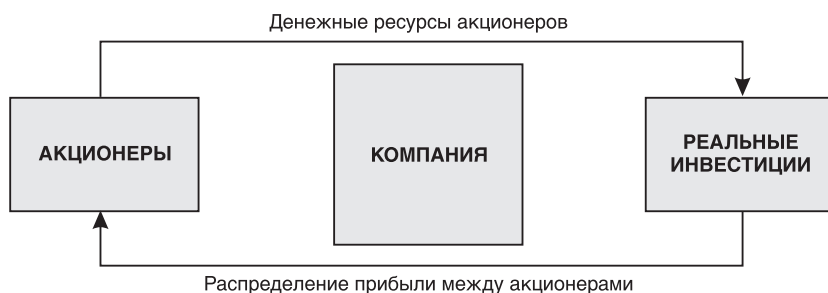 Денежные ресурсы акционеров
АКЦИОНЕРЫ
КОМПАНИЯ
РЕАЛЬНЫЕ
ИНВЕСТИЦИИ
Распределение прибыли между акционерами